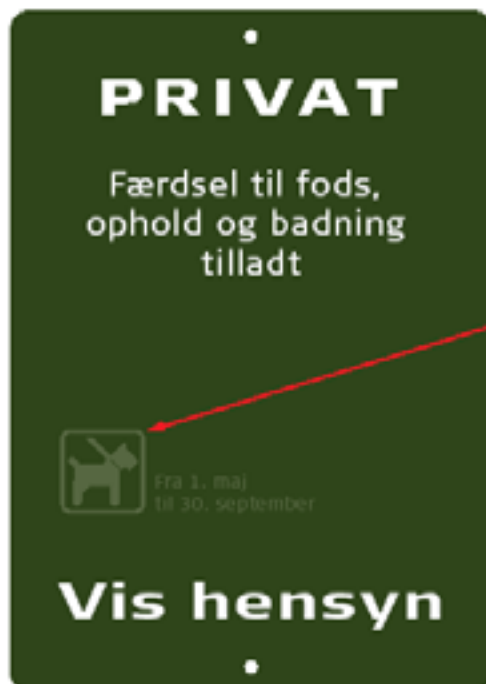 PRIVAT
Færdsel til fods,
ophold og badning
tilladt
Fra 1. maj
til 30. september
Vis hensyn